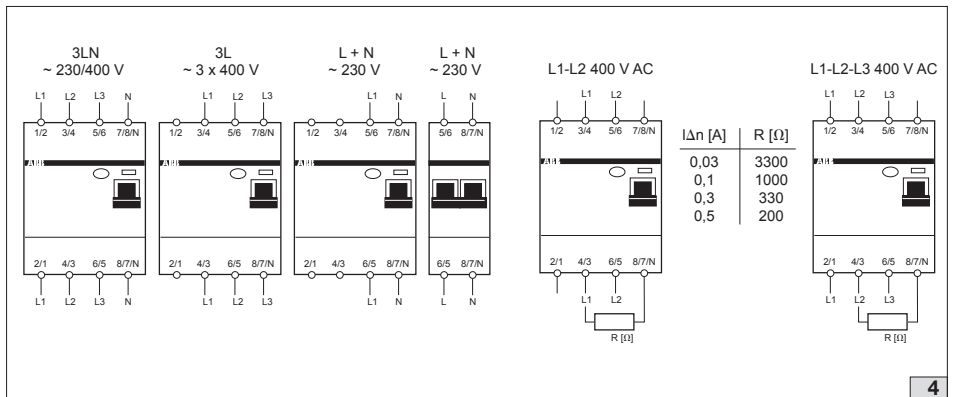 3LN
~ 230/400 V
L1 L2 L3 N
1/2 3/4 5/6 7/8/N
ABB
2/1 4/3 6/5 8/7/N
L1 L2 L3 N
3L
~ 3 x 400 V
L1 L2 L3
1/2 3/4 5/6 7/8/N
ABB
2/1 4/3 6/5 8/7/N
L1 L2 L3
L + N
~ 230 V
L1 N
1/2 3/4 5/6 7/8/N
ABB
2/1 4/3 6/5 8/7/N
L1 N
L + N
~ 230 V
L N
5/6 8/7/N
6/5 8/7/N
L N
L1-L2 400 V AC
L1 L2
1/2 3/4 5/6 7/8/N
ABB
2/1 4/3 6/5 8/7/N
L1 L2
R [Ω]
IΔn [A] R [Ω]
0,03 3300
0,1 1000
0,3 330
0,5 200
L1-L2-L3 400 V AC
L1 L2 L3
1/2 3/4 5/6 7/8/N
ABB
2/1 4/3 6/5 8/7/N
L1 L2 L3
R [Ω]
4